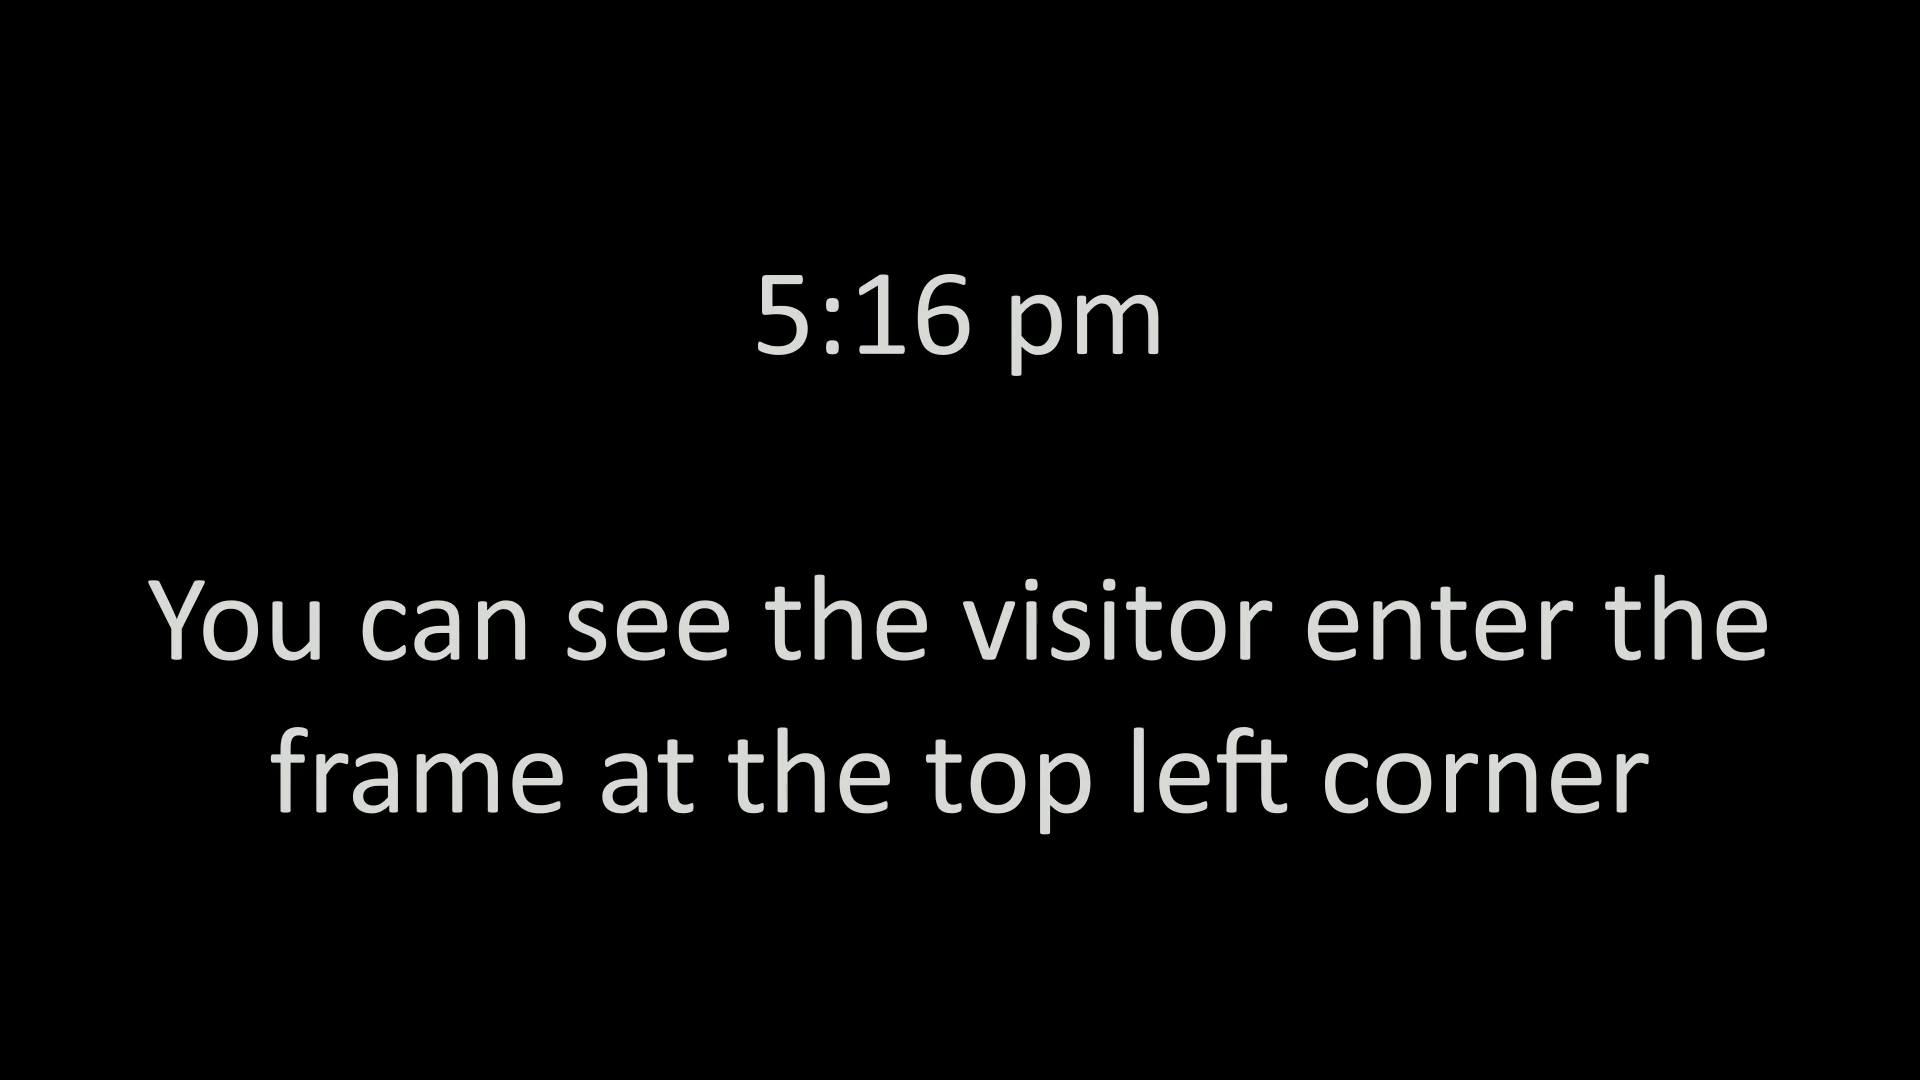 5:16 pm
You can see the visitor enter the
frame at the top left corner